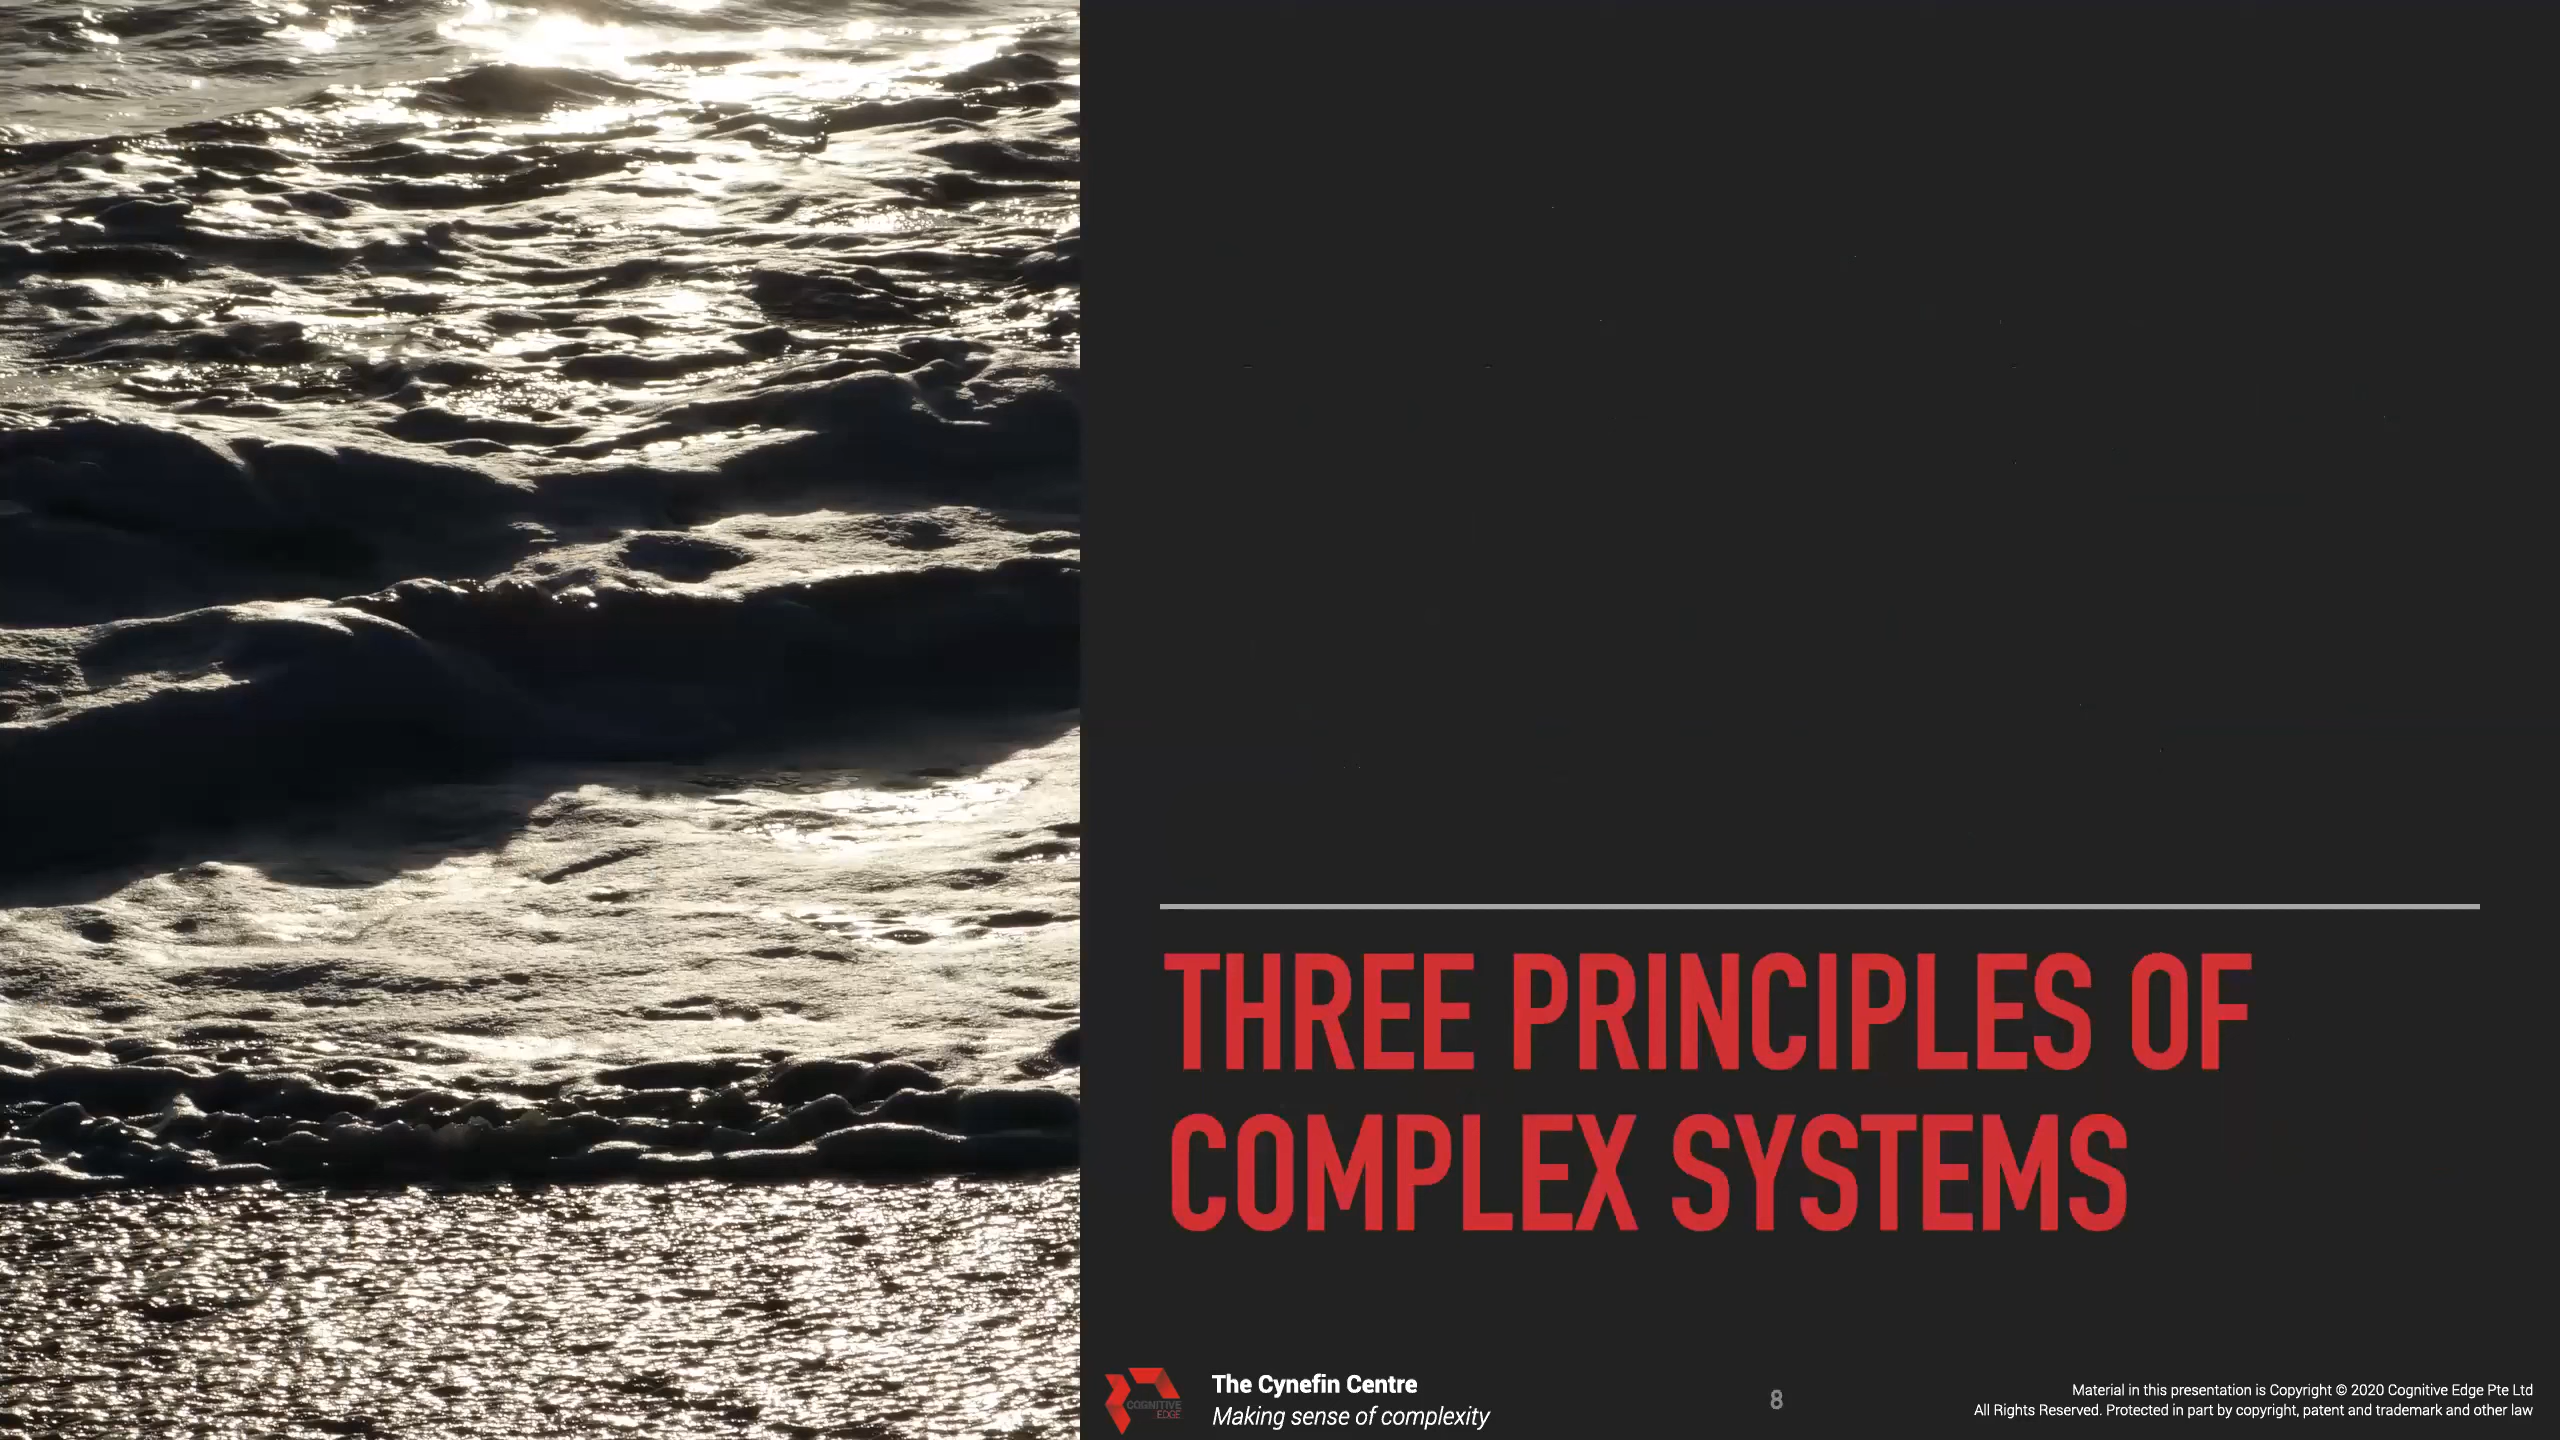 THREE PRINCIPLES OF
COMPLEX SYSTEMS
COGNITIVE
EDGE
The Cynefin Centre
Making sense of complexity
8
Material in this presentation is Copyright © 2020 Cognitive Edge Pte Ltd
All Rights Reserved. Protected in part by copyright, patent and trademark and other law